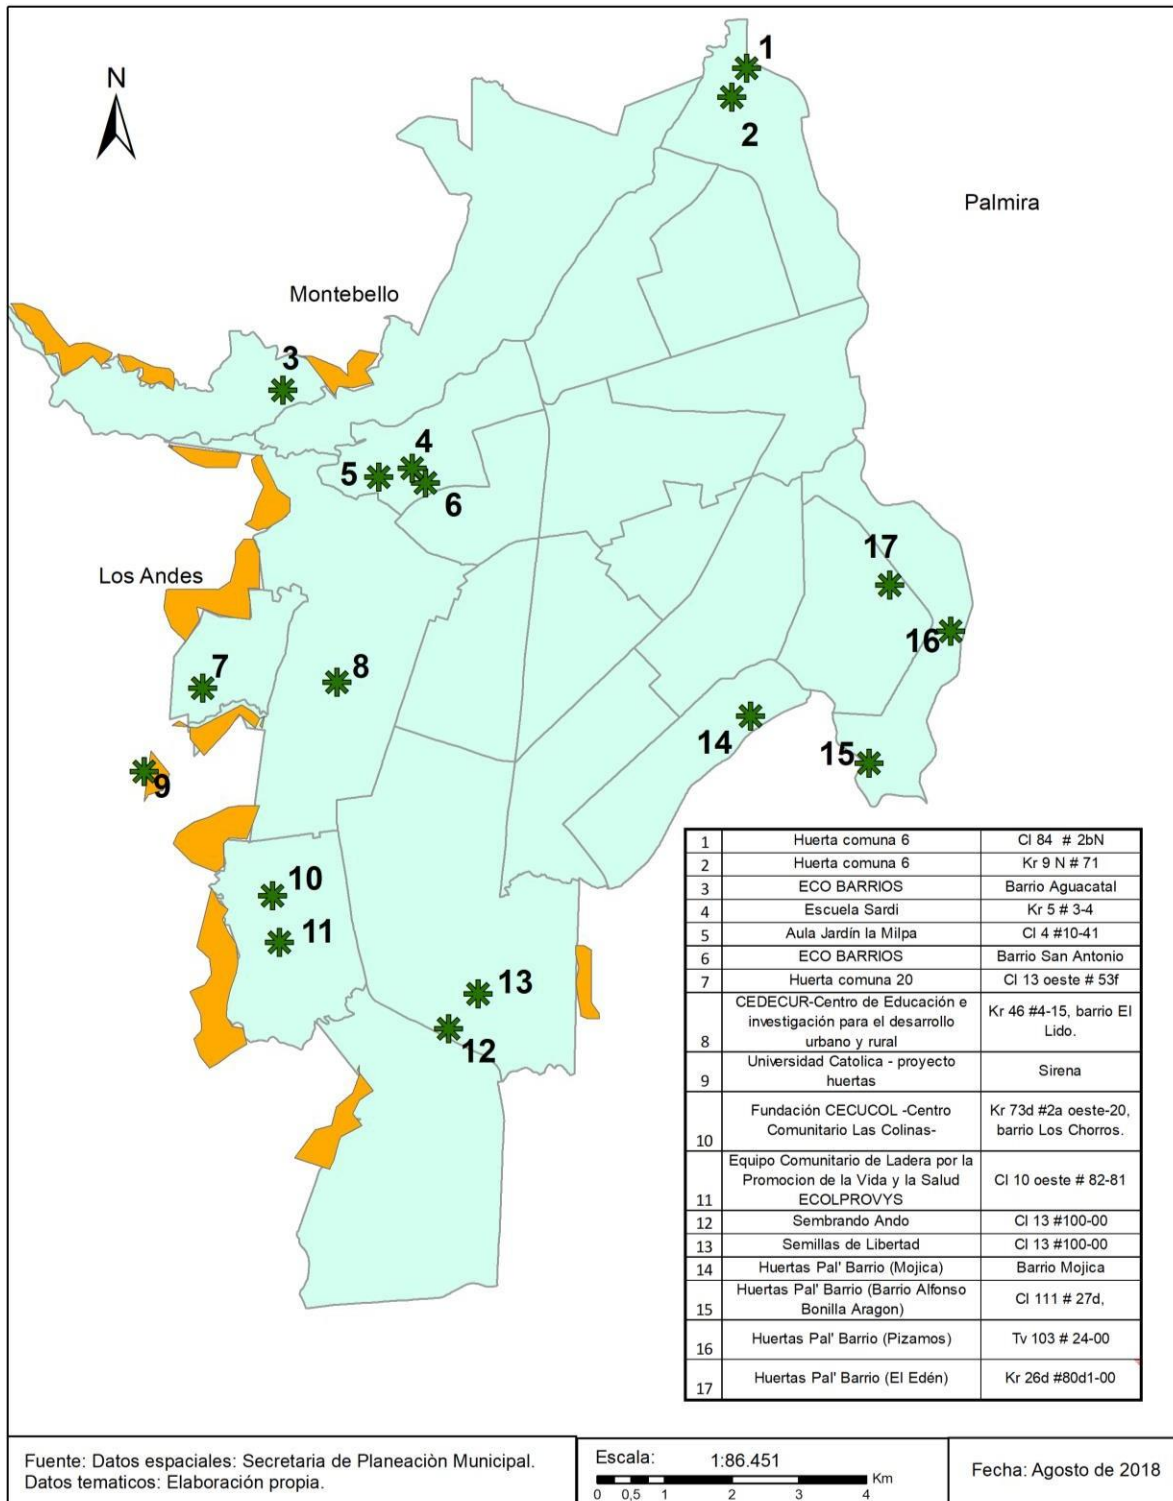 N
1
2
Palmira
Montebello
3
4
5
6
17
Los Andes
16
7
8
14
15
9
10
11
13
12
1 Huerta comuna 6 Cl 84 # 2bN
2 Huerta comuna 6 Kr 9 N # 71
3 ECO BARRIOS Barrio Aguacatal
4 Escuela Sardi Kr 5 # 3-4
5 Aula Jardín la Milpa Cl 4 #10-41
6 ECO BARRIOS Barrio San Antonio
7 Huerta comuna 20 Cl 13 oeste # 53f
8
CEDECUR-Centro de Educación e
investigación para el desarrollo
urbano y rural
Kr 46 #4-15, barrio El
Lido.
9
Universidad Catolica - proyecto
huertas
Sirena
10
Fundación CECUCOL -Centro
Comunitario Las Colinas-
Kr 73d #2a oeste-20,
barrio Los Chorros.
11
Equipo Comunitario de Ladera por la
Promocion de la Vida y la Salud
ECOLPROVYS
Cl 10 oeste # 82-81
12 Sembrando Ando Cl 13 #100-00
13 Semillas de Libertad Cl 13 #100-00
14 Huertas Pal' Barrio (Mojica) Barrio Mojica
15
Huertas Pal' Barrio (Barrio Alfonso
Bonilla Aragon)
Cl 111 # 27d,
16 Huertas Pal' Barrio (Pizamos) Tv 103 # 24-00
17 Huertas Pal' Barrio (El Edén) Kr 26d #80d1-00
Fuente: Datos espaciales: Secretaria de Planeaciòn Municipal.
Datos tematicos: Elaboración propia.
Escala: 1:86.451
Km
0 0,5 1 2 3 4
Fecha: Agosto de 2018